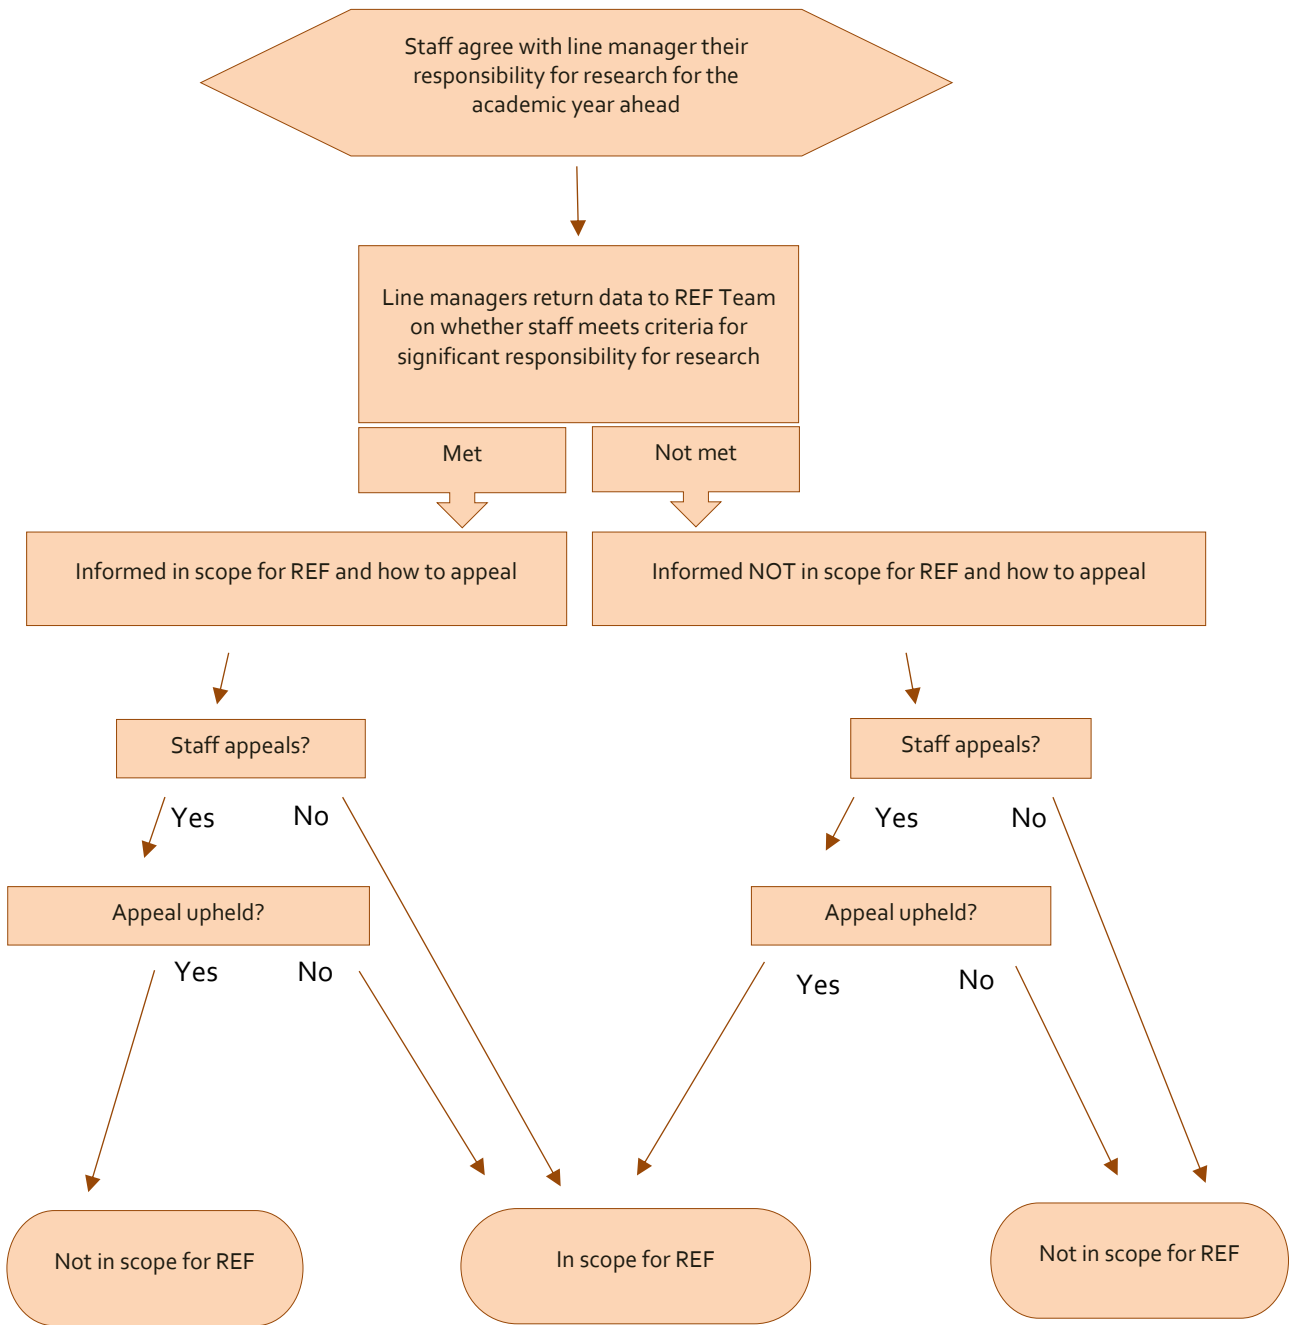 Staff agree with line manager their
responsibility for research for the
academic year ahead
Line managers return data to REF Team
on whether staff meets criteria for
significant responsibility for research
Met
Not met
Informed in scope for REF and how to appeal
Informed NOT in scope for REF and how to appeal
Staff appeals?
Staff appeals?
Yes
No
Yes
No
Appeal upheld?
Appeal upheld?
Yes
No
Yes
No
Not in scope for REF
In scope for REF
Not in scope for REF